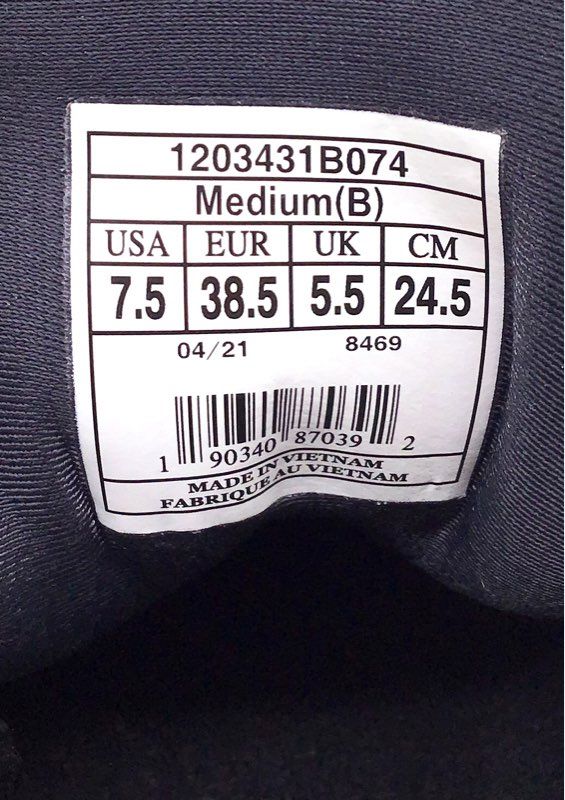 1203431B074
Medium(B)
USA EUR UK CM
7.5 38.5 5.5 24.5
04/21 8469
1 90340 87039 2
MADE IN VIETNAM
FABRIQUE AU VIETNAM